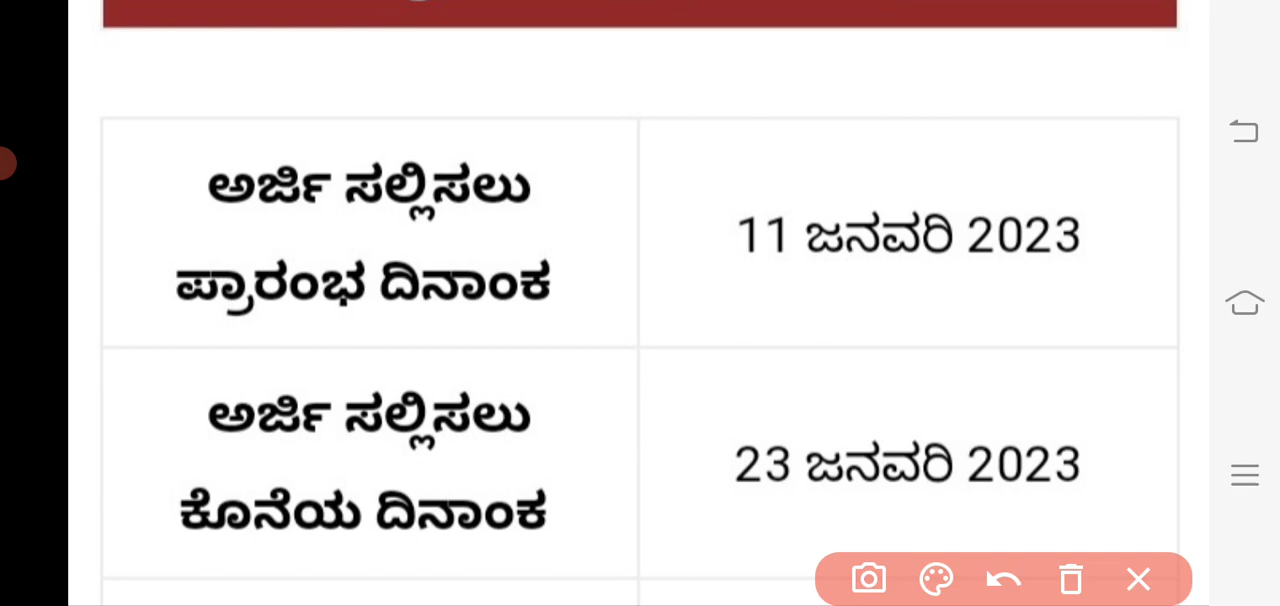 ಅರ್ಜಿ ಸಲ್ಲಿಸಲು
ಪ್ರಾರಂಭ ದಿನಾಂಕ
11 ಜನವರಿ 2023
ಅರ್ಜಿ ಸಲ್ಲಿಸಲು
ಕೊನೆಯ ದಿನಾಂಕ
23 ಜನವರಿ 2023